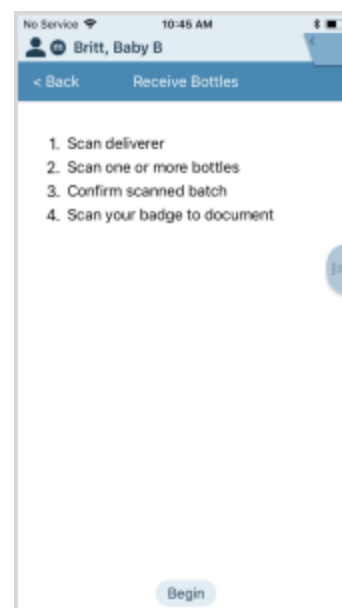 No Service 10:45 AM
Britt, Baby B
< Back Receive Bottles
1. Scan deliverer
2. Scan one or more bottles
3. Confirm scanned batch
4. Scan your badge to document
Begin